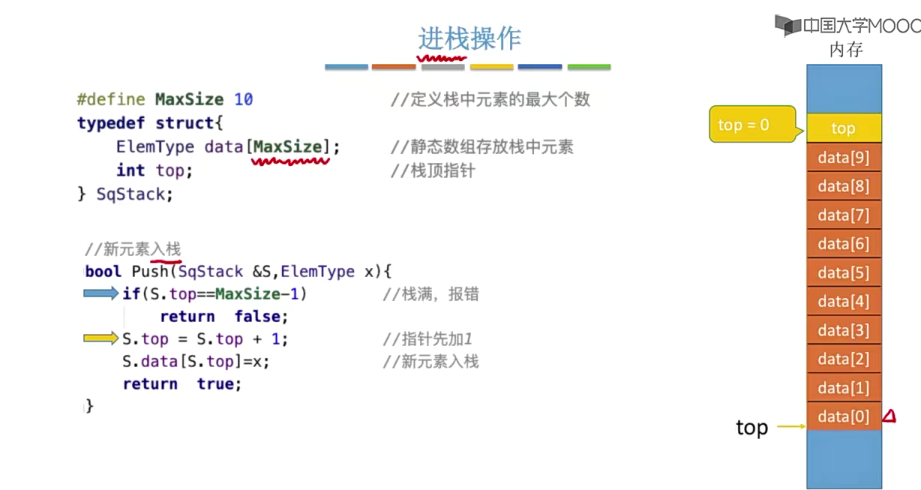 中国大学MOOC
进栈操作
内存
#define MaxSize 10 //定义栈中元素的最大个数
typedef struct{
ElemType data[MaxSize]; //静态数组存放栈中元素
int top; //栈顶指针
} SqStack;
//新元素入栈
bool Push(SqStack &S,ElemType x){
if(S.top==MaxSize-1) //栈满，报错
return false;
S.top = S.top + 1; //指针先加1
S.data[S.top]=x; //新元素入栈
return true;
}
top = 0
top
data[9]
data[8]
data[7]
data[6]
data[5]
data[4]
data[3]
data[2]
data[1]
data[0]
top